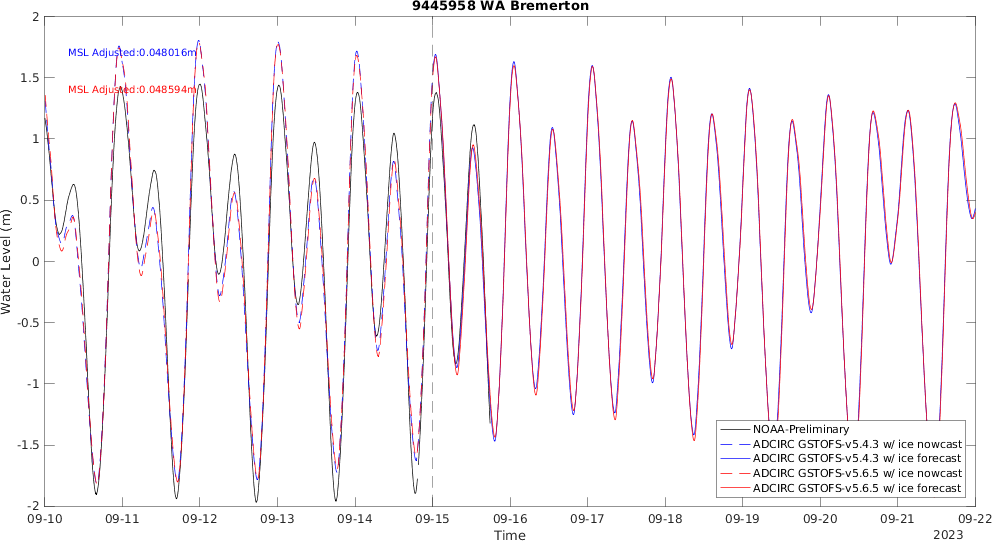 9445958 WA Bremerton
2
1.5
1
0.5
0
-0.5
-1
-1.5
-2
Water Level (m)
MSL Adjusted:0.048016m
MSL Adjusted:0.048594m
NOAA-Preliminary
ADCIRC GSTOFS-v5.4.3 w/ ice nowcast
ADCIRC GSTOFS-v5.4.3 w/ ice forecast
ADCIRC GSTOFS-v5.6.5 w/ ice nowcast
ADCIRC GSTOFS-v5.6.5 w/ ice forecast
09-10 09-11 09-12 09-13 09-14 09-15 09-16 09-17 09-18 09-19 09-20 09-21 09-22
Time
2023